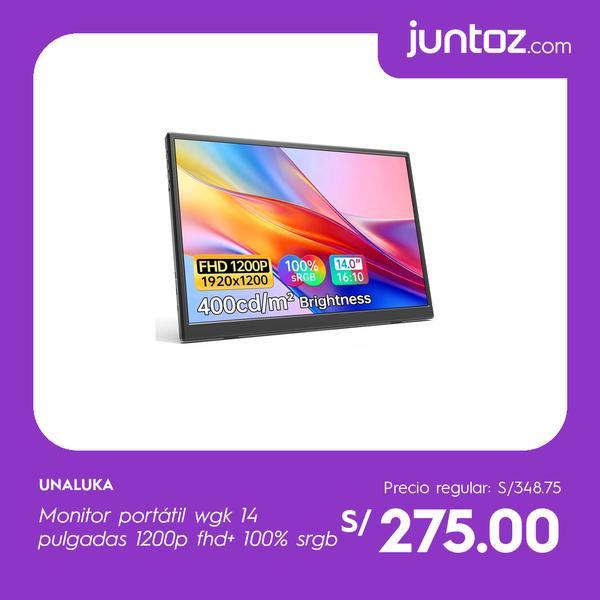 juntoz.com
FHD 1200P
1920x1200
100%
sRGB
14.0"
16:10
400cd/m² Brightness
UNALUKA
Monitor portátil wgk 14
pulgadas 1200p fhd+ 100% srgb
Precio regular: S/348.75
S/ 275.00